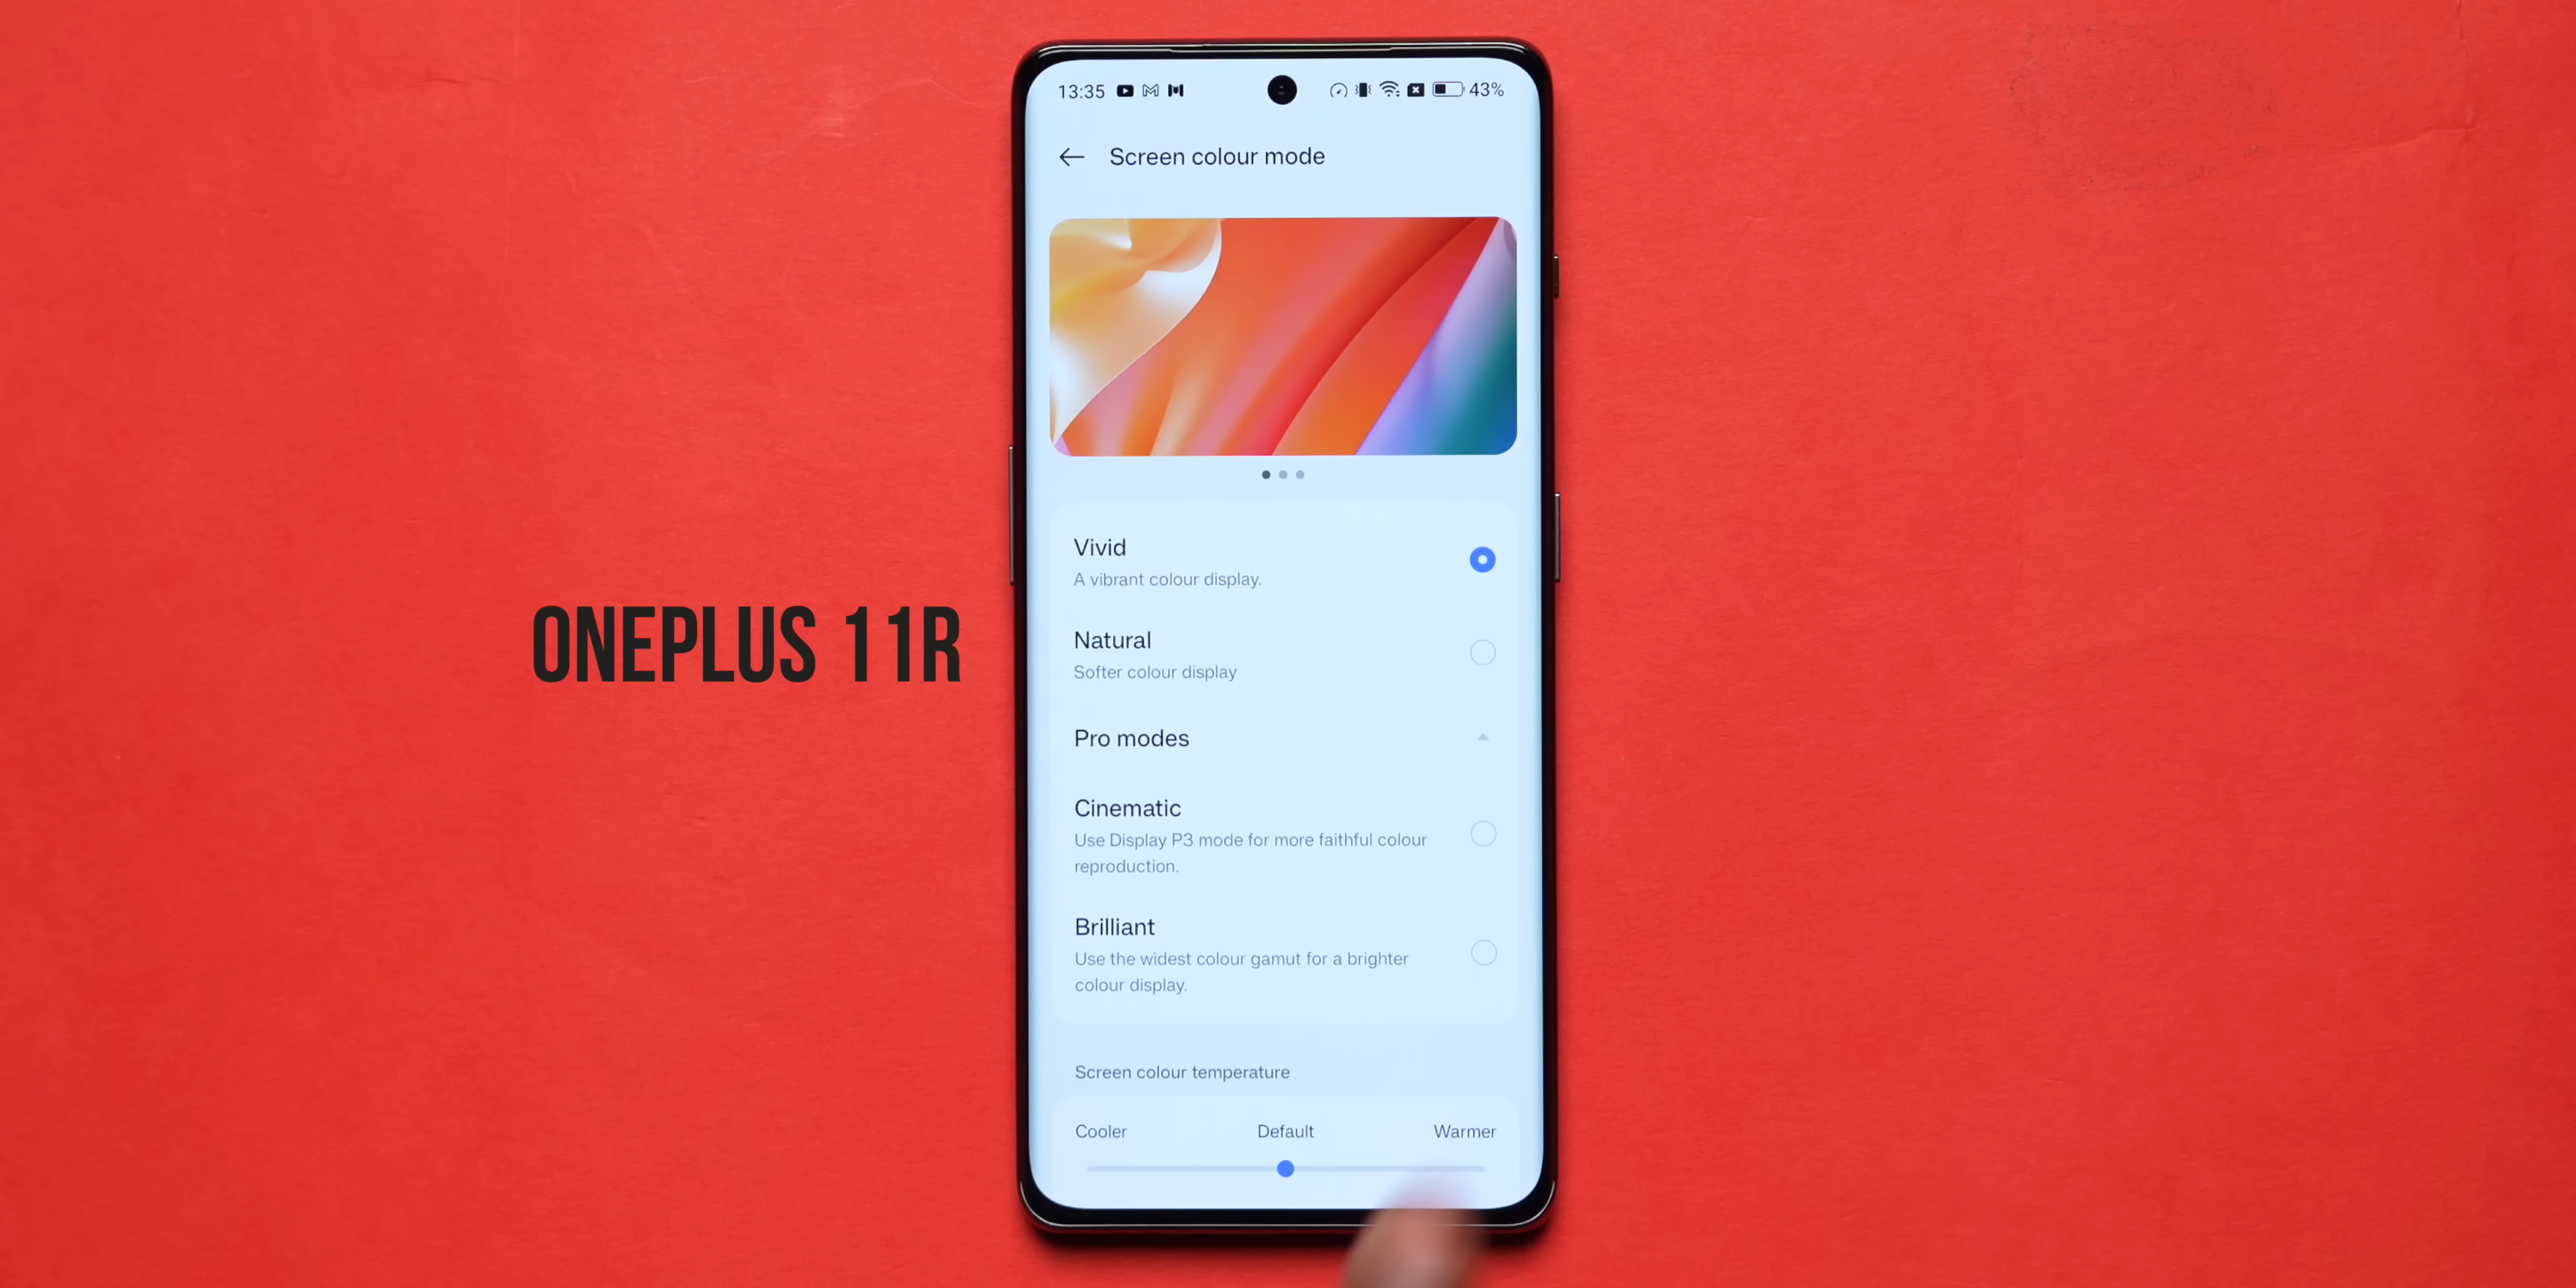 13:35
43%
Screen colour mode
Vivid
A vibrant colour display.
Natural
Softer colour display
Pro modes
Cinematic
Use Display P3 mode for more faithful colour
reproduction.
Brilliant
Use the widest colour gamut for a brighter
colour display.
Screen colour temperature
Cooler Default Warmer
ONEPLUS 11R